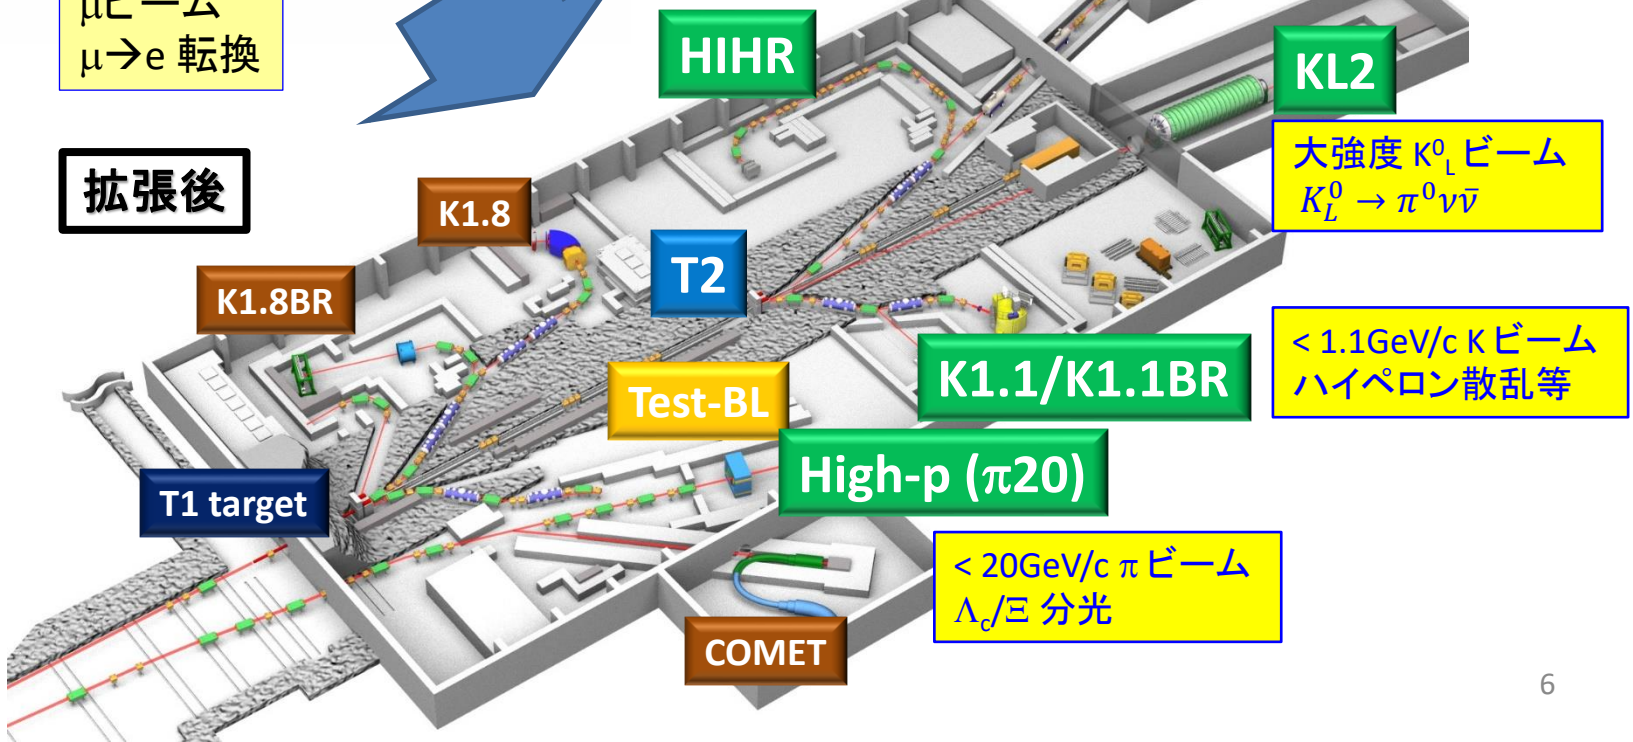 μビーム
μ→e 転換
HIHR
KL2
大強度 K⁰L ビーム
K_L^0 → π⁰νν̄
拡張後
K1.8
T2
K1.8BR
< 1.1GeV/c K ビーム
ハイペロン散乱等
K1.1/K1.1BR
Test-BL
High-p (π20)
T1 target
< 20GeV/c π ビーム
Λc/Ξ 分光
COMET
6